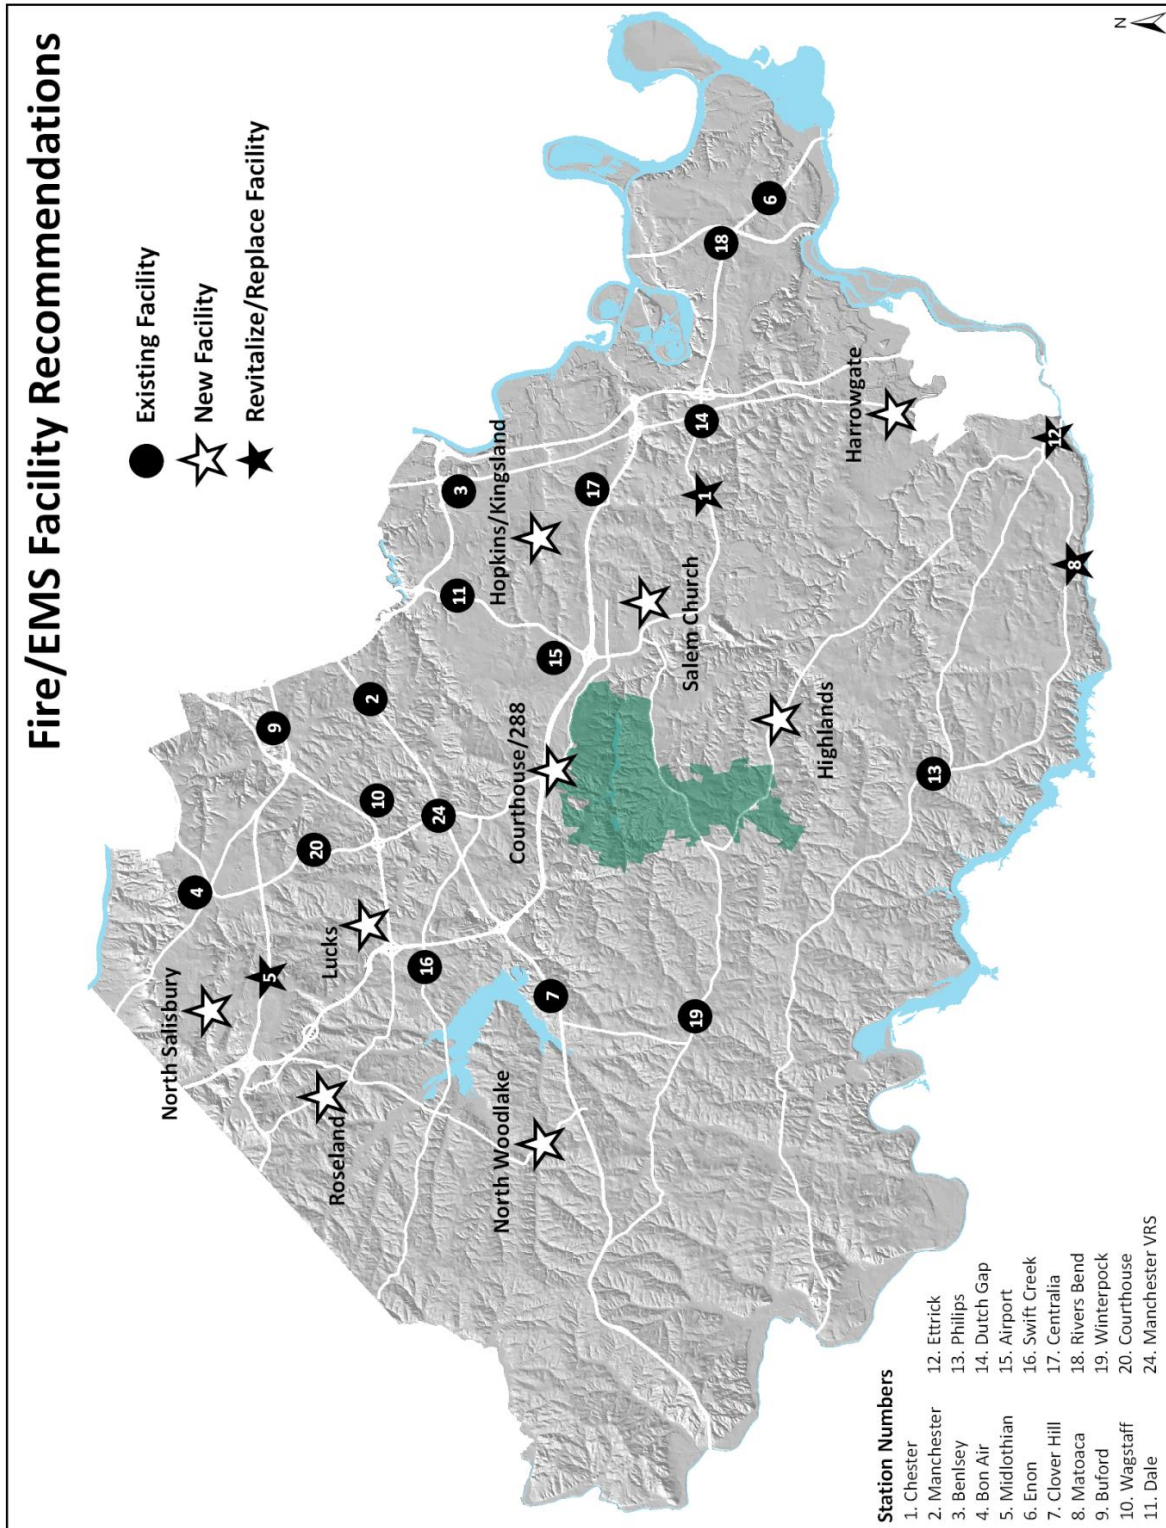 Fire/EMS Facility Recommendations
Existing Facility
New Facility
Revitalize/Replace Facility
North Salisbury
4
9
5
20
2
Lucks
10
Roseland
16
24
11
3
Hopkins/Kingsland
Courthouse/288
15
17
7
North Woodlake
Salem Church
19
1
14
18
6
Highlands
Harrowgate
13
12
8
Station Numbers
1. Chester
2. Manchester
3. Benlsey
4. Bon Air
5. Midlothian
6. Enon
7. Clover Hill
8. Matoaca
9. Buford
10. Wagstaff
11. Dale
12. Ettrick
13. Philips
14. Dutch Gap
15. Airport
16. Swift Creek
17. Centralia
18. Rivers Bend
19. Winterpock
20. Courthouse
24. Manchester VRS
N